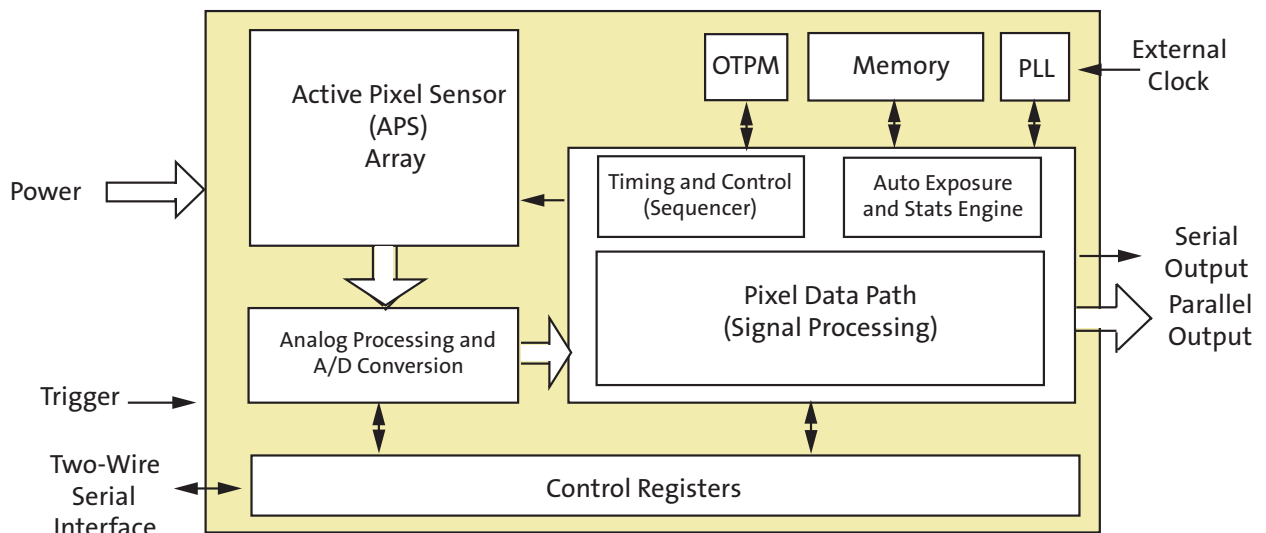 Active Pixel Sensor
(APS)
Array
OTPM
Memory
PLL
External
Clock
Power
Timing and Control
(Sequencer)
Auto Exposure
and Stats Engine
Serial
Output
Pixel Data Path
(Signal Processing)
Parallel
Output
Analog Processing and
A/D Conversion
Trigger
Two-Wire
Serial
Interface
Control Registers